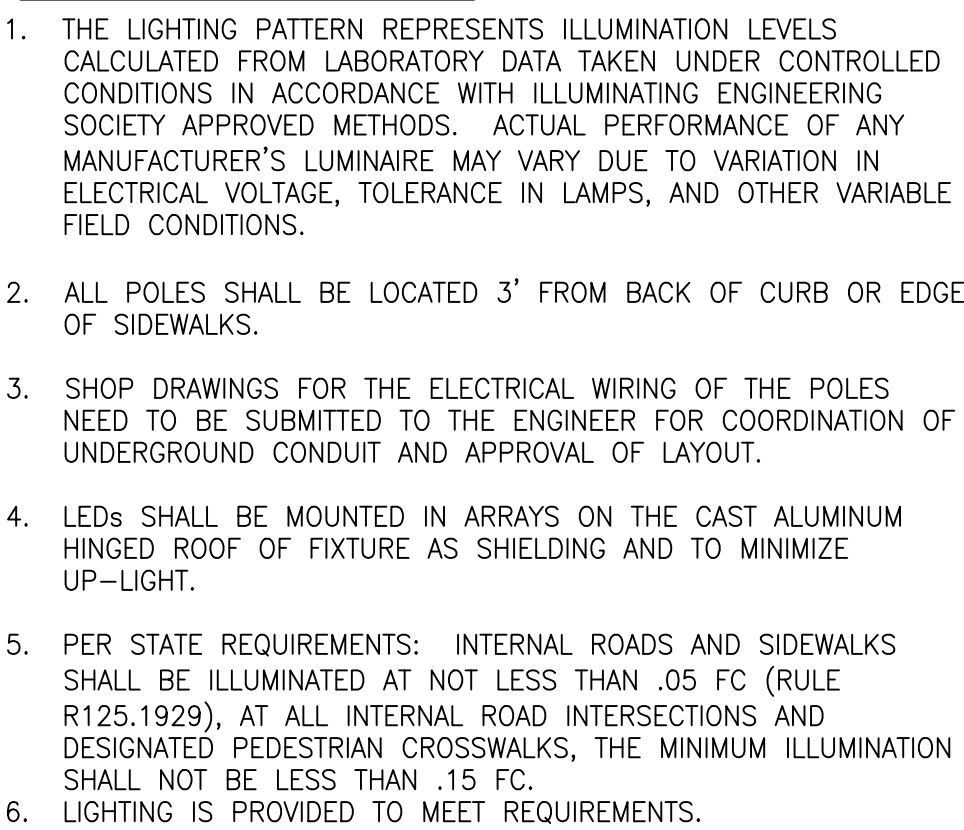 1. THE LIGHTING PATTERN REPRESENTS ILLUMINATION LEVELS
CALCULATED FROM LABORATORY DATA TAKEN UNDER CONTROLLED
CONDITIONS IN ACCORDANCE WITH ILLUMINATING ENGINEERING
SOCIETY APPROVED METHODS. ACTUAL PERFORMANCE OF ANY
MANUFACTURER'S LUMINAIRE MAY VARY DUE TO VARIATION IN
ELECTRICAL VOLTAGE, TOLERANCE IN LAMPS, AND OTHER VARIABLE
FIELD CONDITIONS.
2. ALL POLES SHALL BE LOCATED 3' FROM BACK OF CURB OR EDGE
OF SIDEWALKS.
3. SHOP DRAWINGS FOR THE ELECTRICAL WIRING OF THE POLES
NEED TO BE SUBMITTED TO THE ENGINEER FOR COORDINATION OF
UNDERGROUND CONDUIT AND APPROVAL OF LAYOUT.
4. LEDs SHALL BE MOUNTED IN ARRAYS ON THE CAST ALUMINUM
HINGED ROOF OF FIXTURE AS SHIELDING AND TO MINIMIZE
UP-LIGHT.
5. PER STATE REQUIREMENTS: INTERNAL ROADS AND SIDEWALKS
SHALL BE ILLUMINATED AT NOT LESS THAN .05 FC (RULE
R125.1929), AT ALL INTERNAL ROAD INTERSECTIONS AND
DESIGNATED PEDESTRIAN CROSSWALKS, THE MINIMUM ILLUMINATION
SHALL NOT BE LESS THAN .15 FC.
6. LIGHTING IS PROVIDED TO MEET REQUIREMENTS.